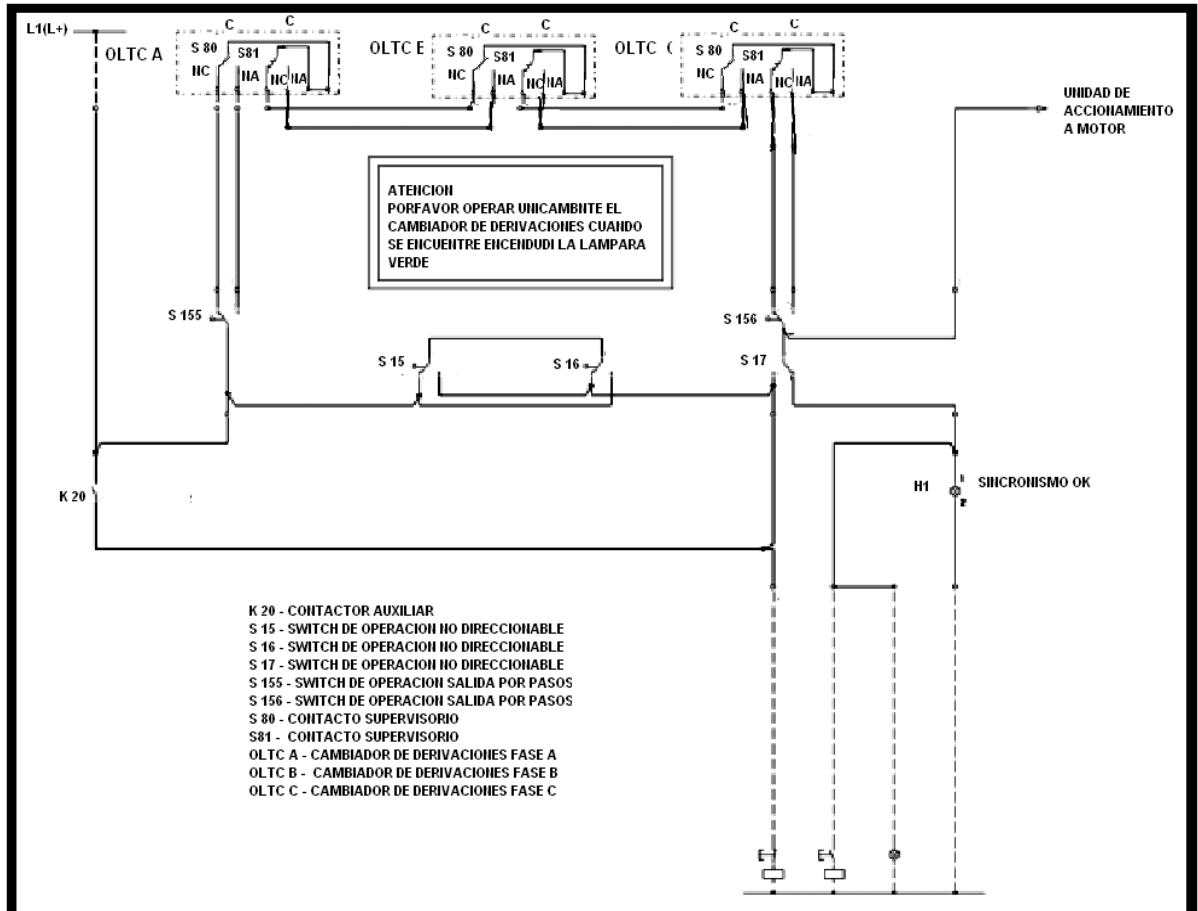 L1(L+)
OLTC A
C C
S 80 S81
NC NA NC NA
OLTC E
C C
S 80 S81
NC NA NC NA
OLTC (
C C
S 80 S81
NC NA NC NA
UNIDAD DE
ACCIONAMIENTO
A MOTOR
ATENCION
PORFAVOR OPERAR UNICAMBNTE EL
CAMBIADOR DE DERIVACIONES CUANDO
SE ENCUENTRE ENCENDUDI LA LAMPARA
VERDE
S 155
S 156
S 15
S 16
S 17
K 20
H1
1
2
SINCRONISMO OK
K 20 - CONTACTOR AUXILIAR
S 15 - SWITCH DE OPERACION NO DIRECCIONABLE
S 16 - SWITCH DE OPERACION NO DIRECCIONABLE
S 17 - SWITCH DE OPERACION NO DIRECCIONABLE
S 155 - SWITCH DE OPERACION SALIDA POR PASOS
S 156 - SWITCH DE OPERACION SALIDA POR PASOS
S 80 - CONTACTO SUPERVISORIO
S81 - CONTACTO SUPERVISORIO
OLTC A - CAMBIADOR DE DERIVACIONES FASE A
OLTC B - CAMBIADOR DE DERIVACIONES FASE B
OLTC C - CAMBIADOR DE DERIVACIONES FASE C